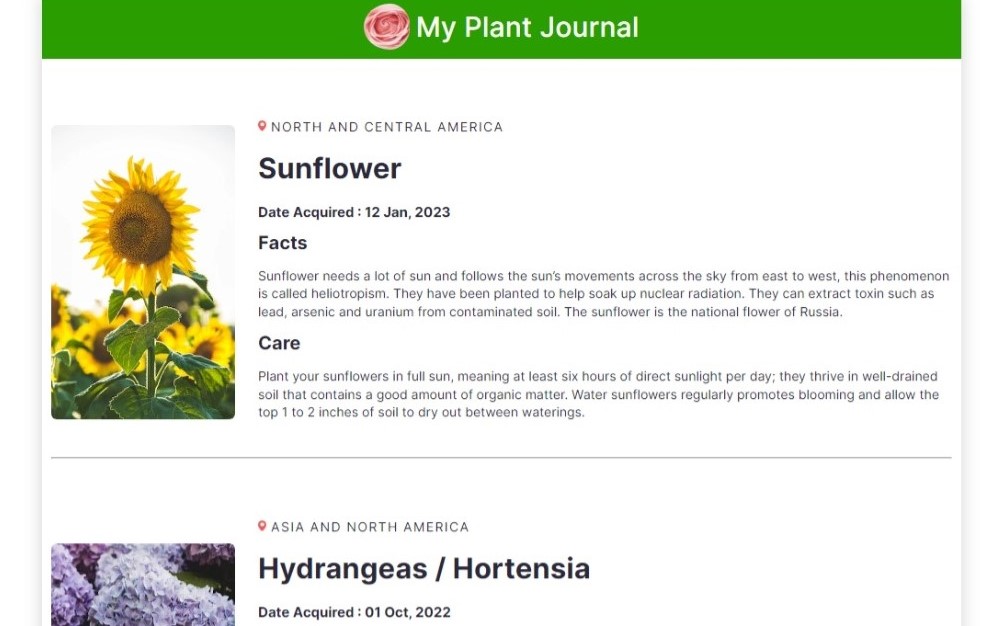 My Plant Journal
NORTH AND CENTRAL AMERICA
Sunflower
Date Acquired : 12 Jan, 2023
Facts
Sunflower needs a lot of sun and follows the sun’s movements across the sky from east to west, this phenomenon
is called heliotropism. They have been planted to help soak up nuclear radiation. They can extract toxin such as
lead, arsenic and uranium from contaminated soil. The sunflower is the national flower of Russia.
Care
Plant your sunflowers in full sun, meaning at least six hours of direct sunlight per day; they thrive in well-drained
soil that contains a good amount of organic matter. Water sunflowers regularly promotes blooming and allow the
top 1 to 2 inches of soil to dry out between waterings.
ASIA AND NORTH AMERICA
Hydrangeas / Hortensia
Date Acquired : 01 Oct, 2022